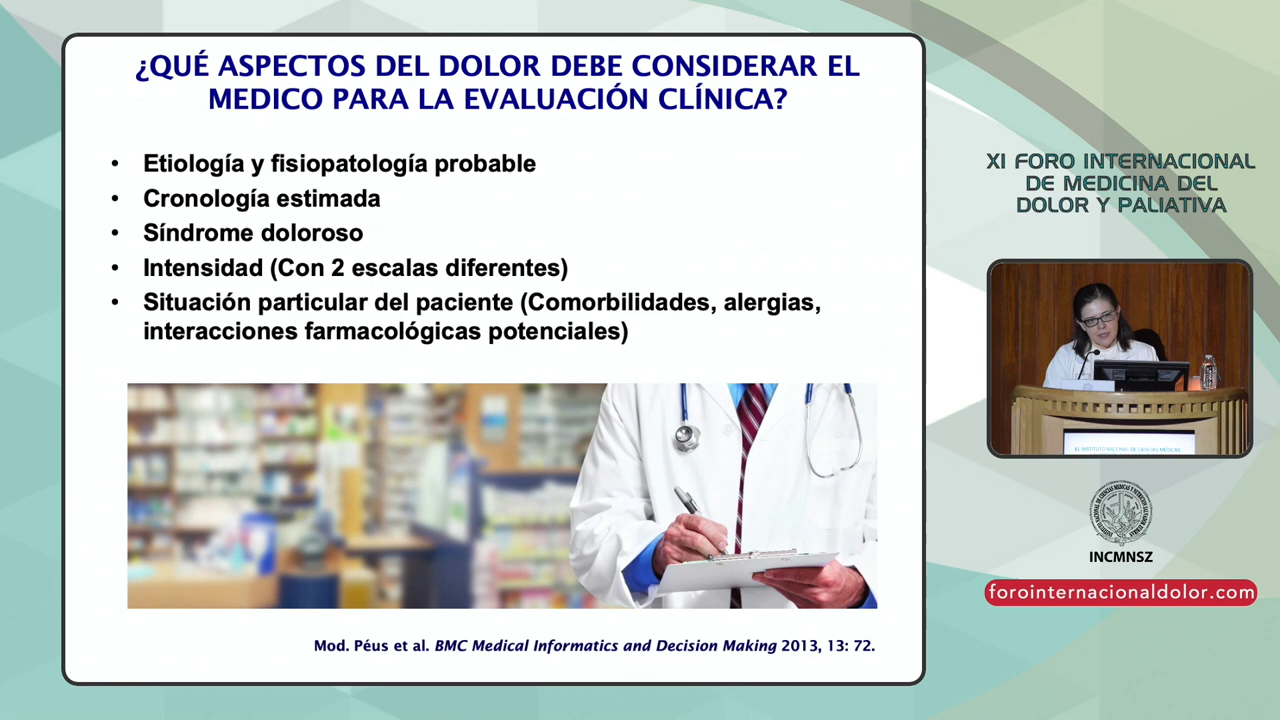 ¿QUÉ ASPECTOS DEL DOLOR DEBE CONSIDERAR EL
MEDICO PARA LA EVALUACIÓN CLÍNICA?
• Etiología y fisiopatología probable
• Cronología estimada
• Síndrome doloroso
• Intensidad (Con 2 escalas diferentes)
• Situación particular del paciente (Comorbilidades, alergias,
interacciones farmacológicas potenciales)
Mod. Péus et al. BMC Medical Informatics and Decision Making 2013, 13: 72.
XI FORO INTERNACIONAL
DE MEDICINA DEL
DOLOR Y PALIATIVA
INCMNSZ
forointernacionaldolor.com